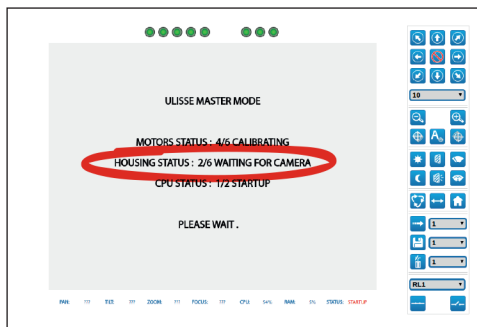 ULISSE MASTER MODE
MOTORS STATUS : 4/6 CALIBRATING
HOUSING STATUS : 2/6 WAITING FOR CAMERA
CPU STATUS : 1/2 STARTUP
PLEASE WAIT .
PAN: ??? TILT: ??? ZOOM: ??? FOCUS: ??? CPU: 54% RAM: 5% STATUS: STARTUP
10
A
1
1
1
RL1